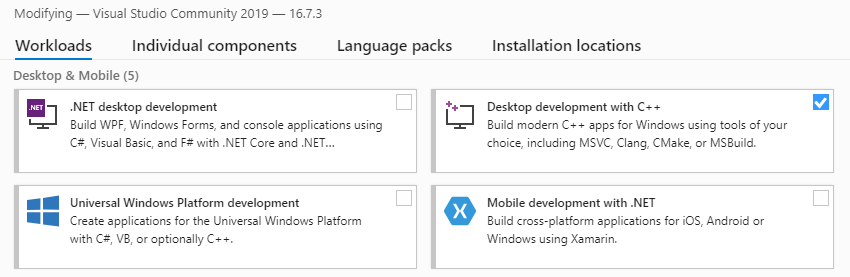 Modifying — Visual Studio Community 2019 — 16.7.3
Workloads Individual components Language packs Installation locations
Desktop & Mobile (5)
.NET
.NET desktop development
Build WPF, Windows Forms, and console applications using
C#, Visual Basic, and F# with .NET Core and .NET...
Desktop development with C++
Build modern C++ apps for Windows using tools of your
choice, including MSVC, Clang, CMake, or MSBuild.
Universal Windows Platform development
Create applications for the Universal Windows Platform
with C#, VB, or optionally C++.
Mobile development with .NET
Build cross-platform applications for iOS, Android or
Windows using Xamarin.